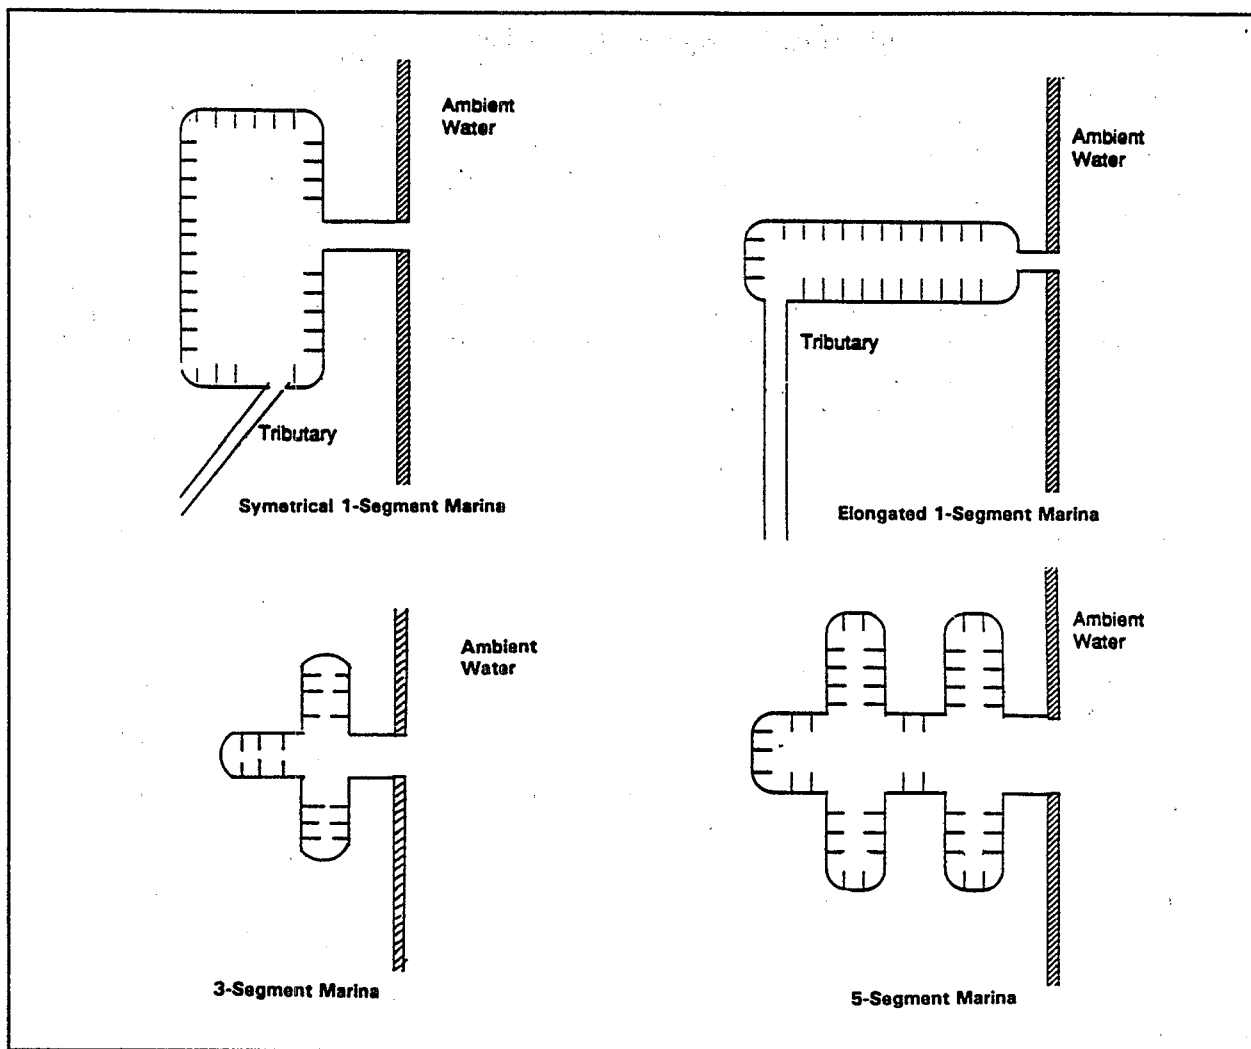 Ambient
Water
Tributary
Symetrical 1-Segment Marina
Ambient
Water
Tributary
Elongated 1-Segment Marina
Ambient
Water
3-Segment Marina
Ambient
Water
5-Segment Marina